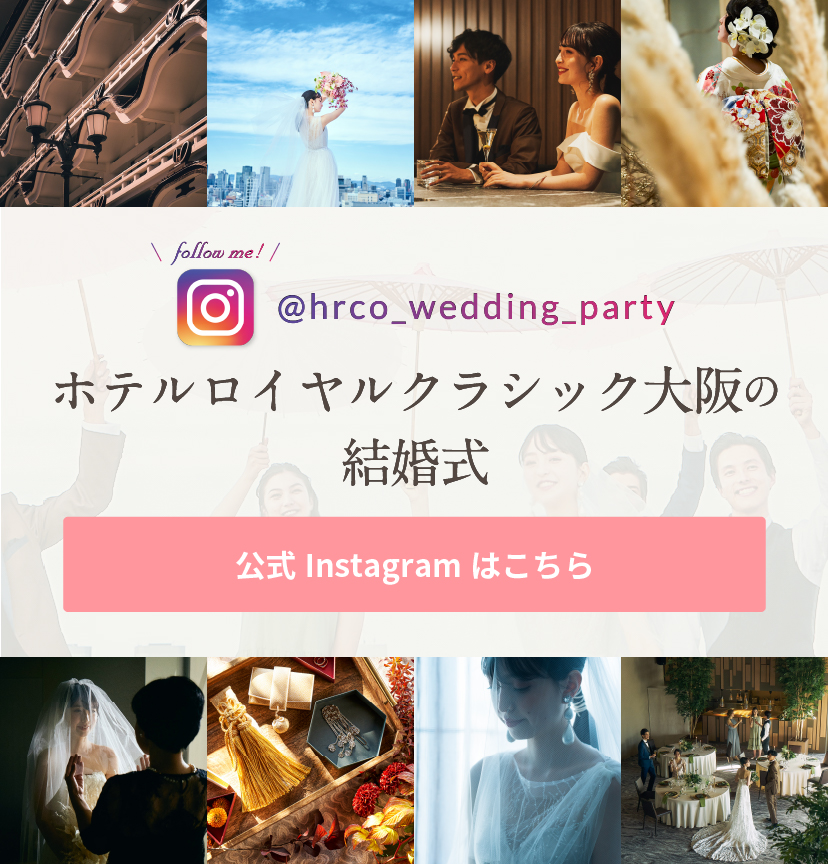 \ follow me! /
@hrco_wedding_party
ホテルロイヤルクラシック大阪の
結婚式
公式 Instagram はこちら